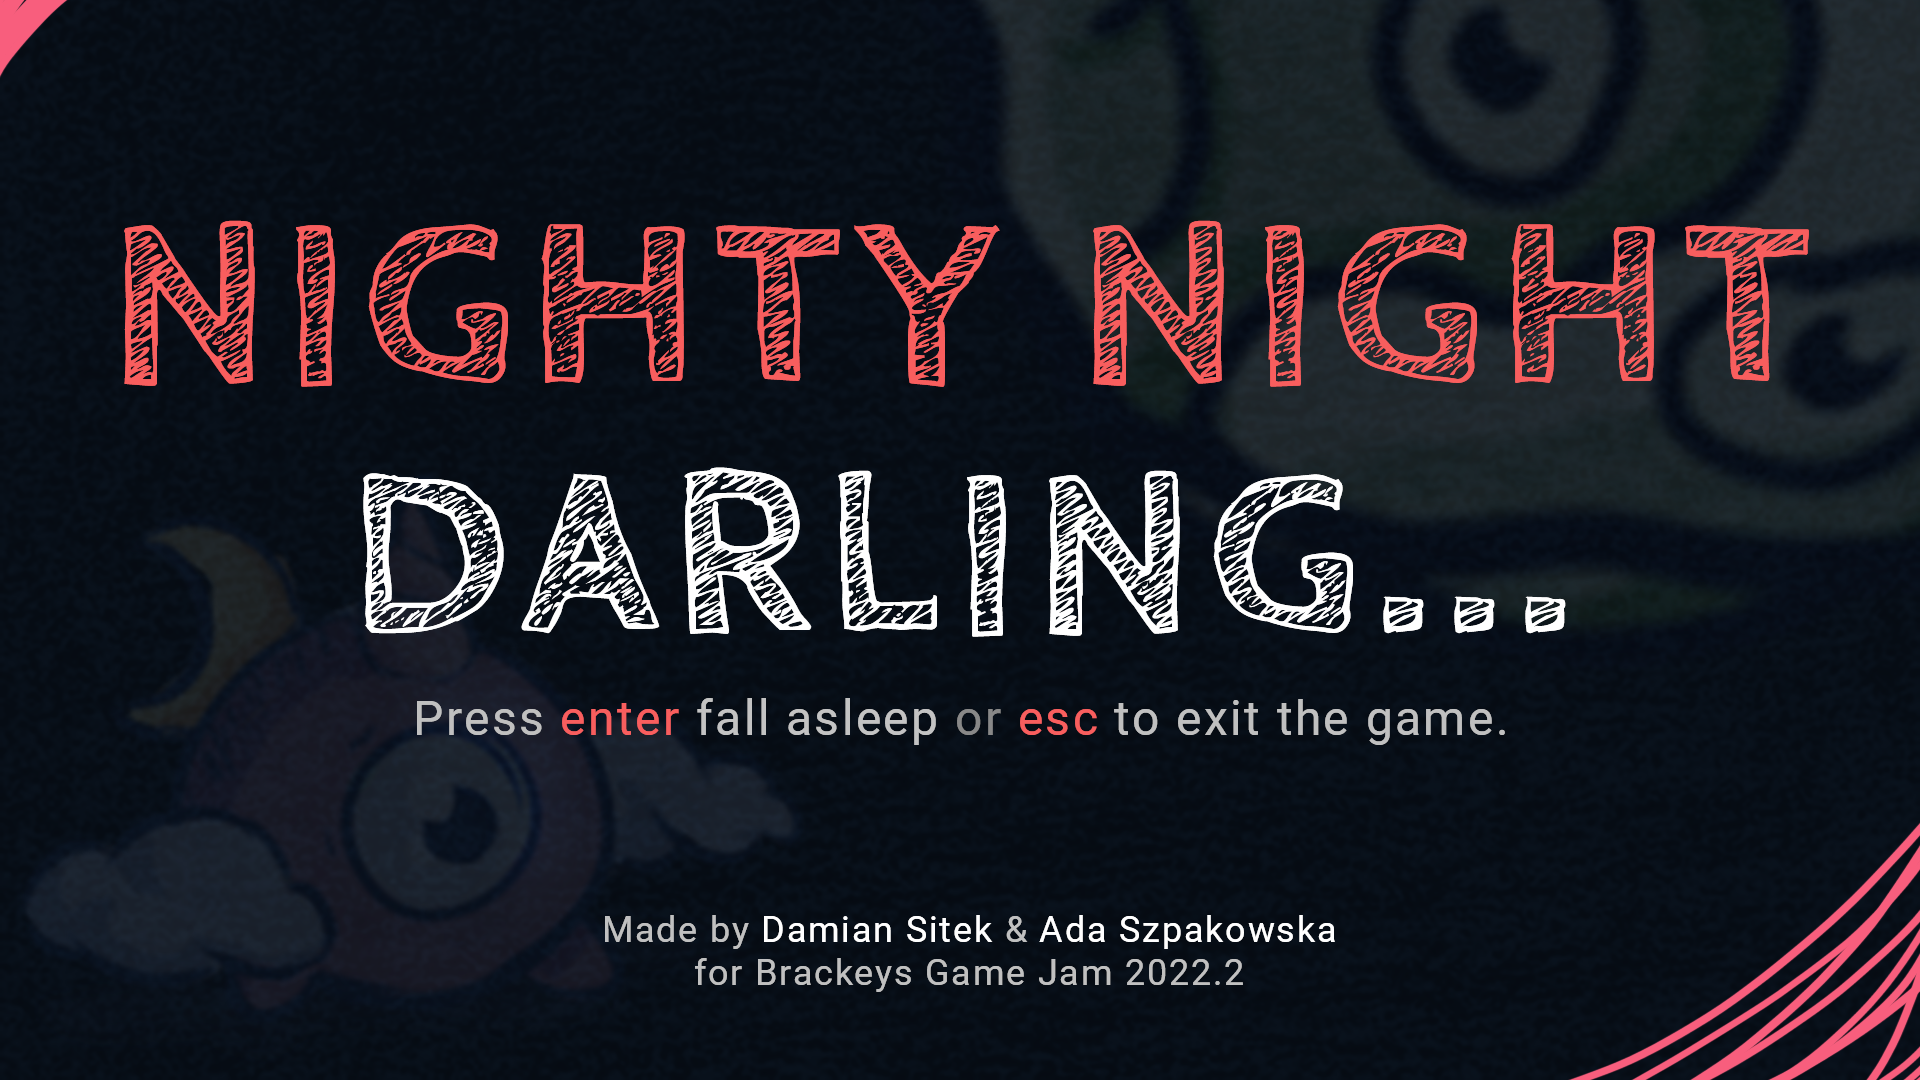 NIGHTY NIGHT
DARLING...
Press enter fall asleep or esc to exit the game.
Made by Damian Sitek & Ada Szpakowska
for Brackeys Game Jam 2022.2